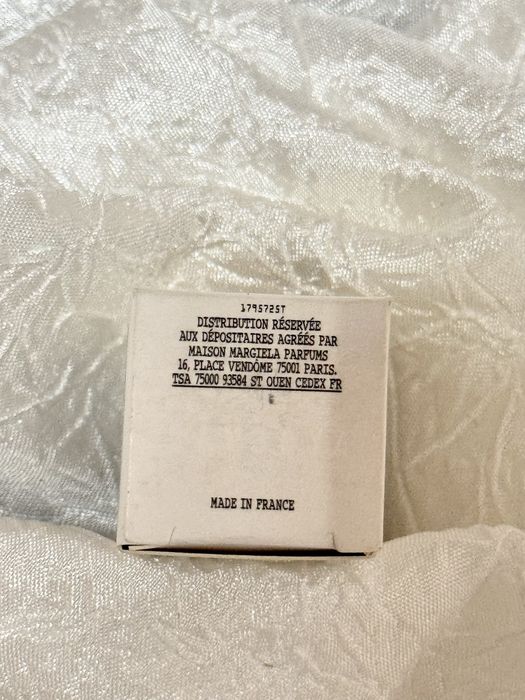 179S725T
DISTRIBUTION RÉSERVÉE
AUX DÉPOSITAIRES AGRÉÉS PAR
MAISON MARGIELA PARFUMS
16, PLACE VENDÔME 75001 PARIS.
TSA 75000 93584 ST OUEN CEDEX FR
MADE IN FRANCE